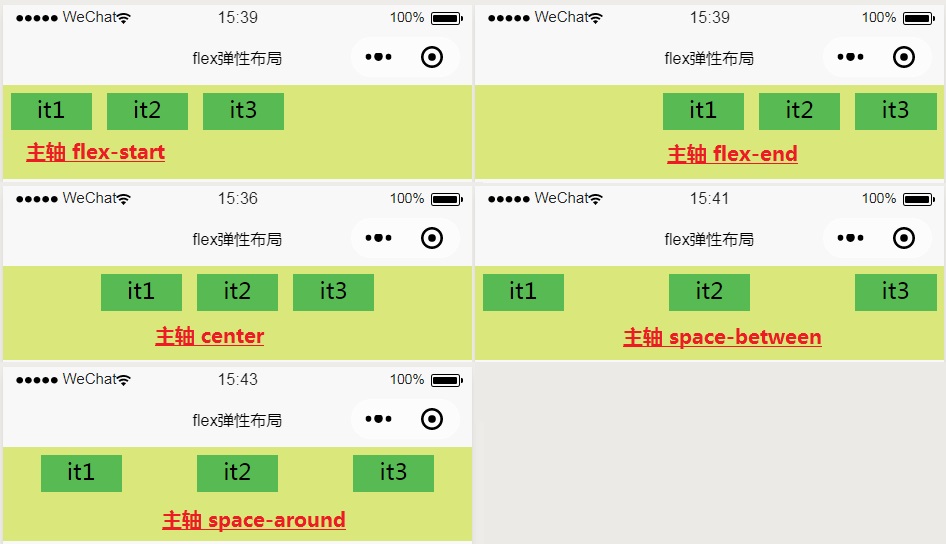 WeChat 15:39 100%
flex弹性布局
it1 it2 it3
主轴 flex-start
WeChat 15:39 100%
flex弹性布局
it1 it2 it3
主轴 flex-end
WeChat 15:36 100%
flex弹性布局
it1 it2 it3
主轴 center
WeChat 15:41 100%
flex弹性布局
it1 it2 it3
主轴 space-between
WeChat 15:43 100%
flex弹性布局
it1 it2 it3
主轴 space-around